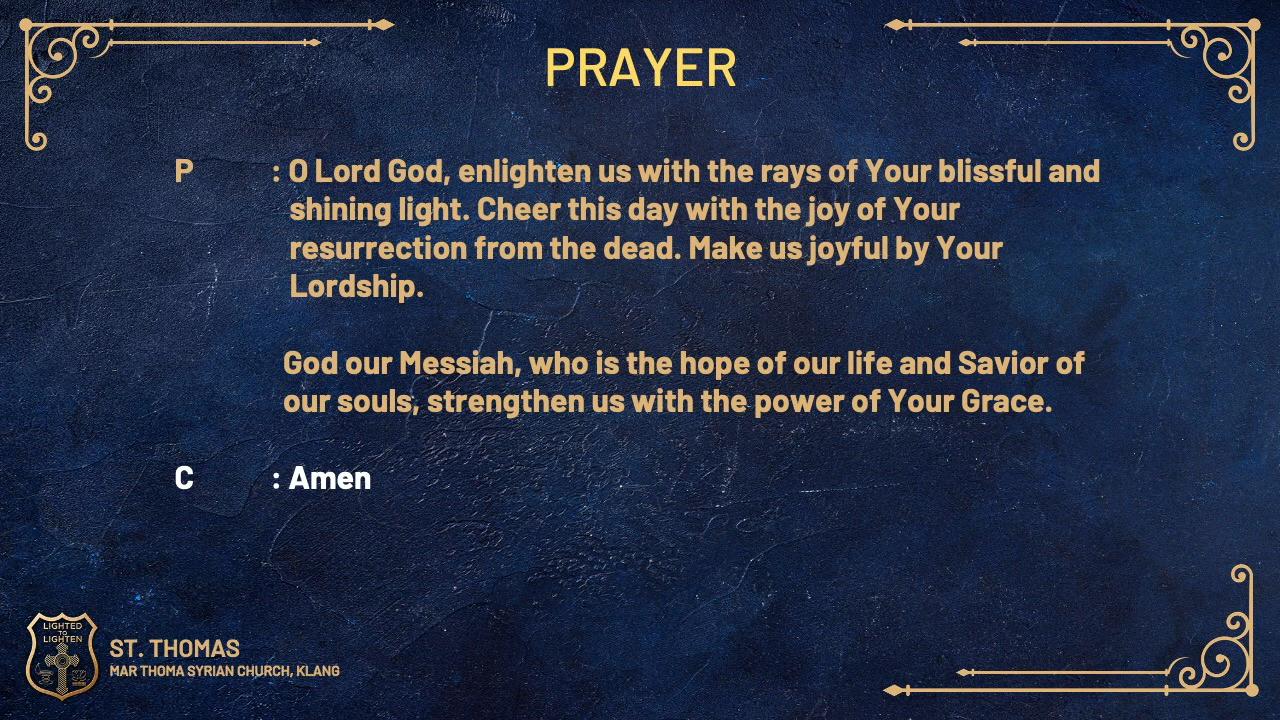 PRAYER
P : O Lord God, enlighten us with the rays of Your blissful and
shining light. Cheer this day with the joy of Your
resurrection from the dead. Make us joyful by Your
Lordship.
God our Messiah, who is the hope of our life and Savior of
our souls, strengthen us with the power of Your Grace.
C : Amen
LIGHTED
TO
LIGHTEN
ST. THOMAS
MAR THOMA SYRIAN CHURCH, KLANG